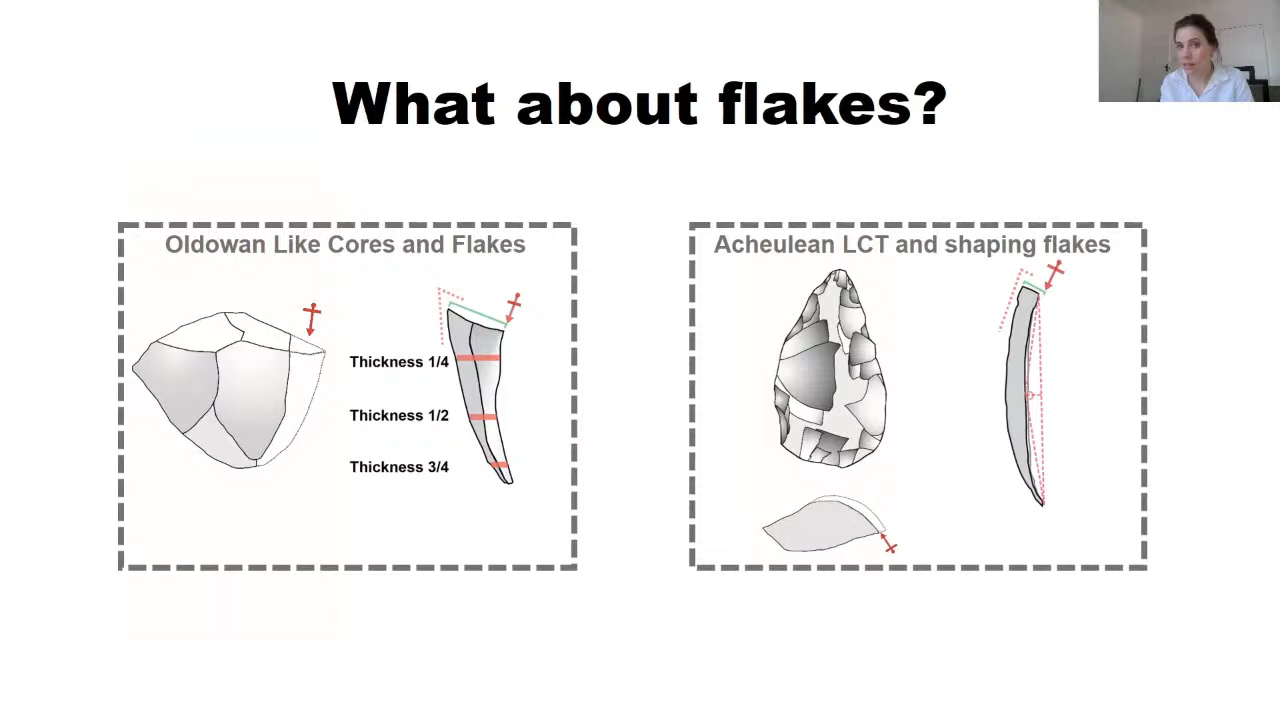 What about flakes?
Oldowan Like Cores and Flakes
Thickness 1/4
Thickness 1/2
Thickness 3/4
Acheulean LCT and shaping flakes